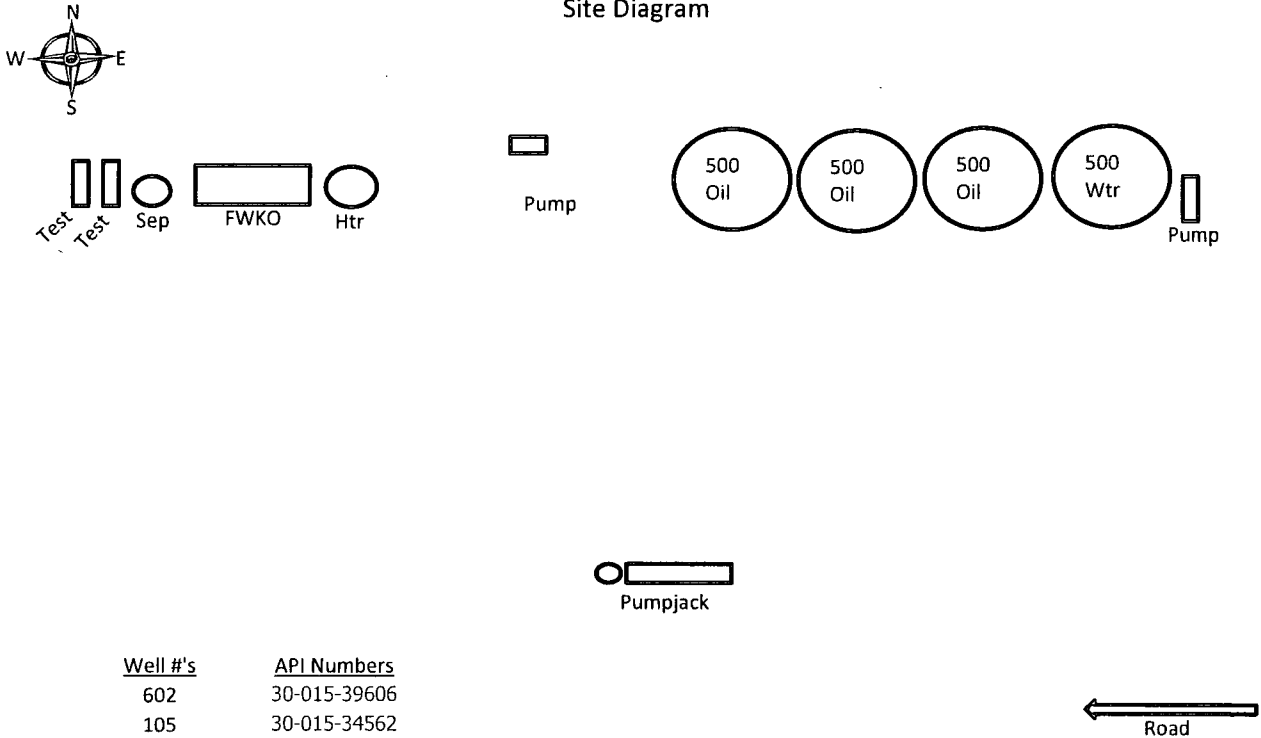 Site Diagram
N
W
E
S
500
Oil
500
Oil
500
Oil
500
Wtr
Test
Test
Sep
FWKO
Htr
Pump
Pump
Pumpjack
Well #'s API Numbers
602 30-015-39606
105 30-015-34562
Road